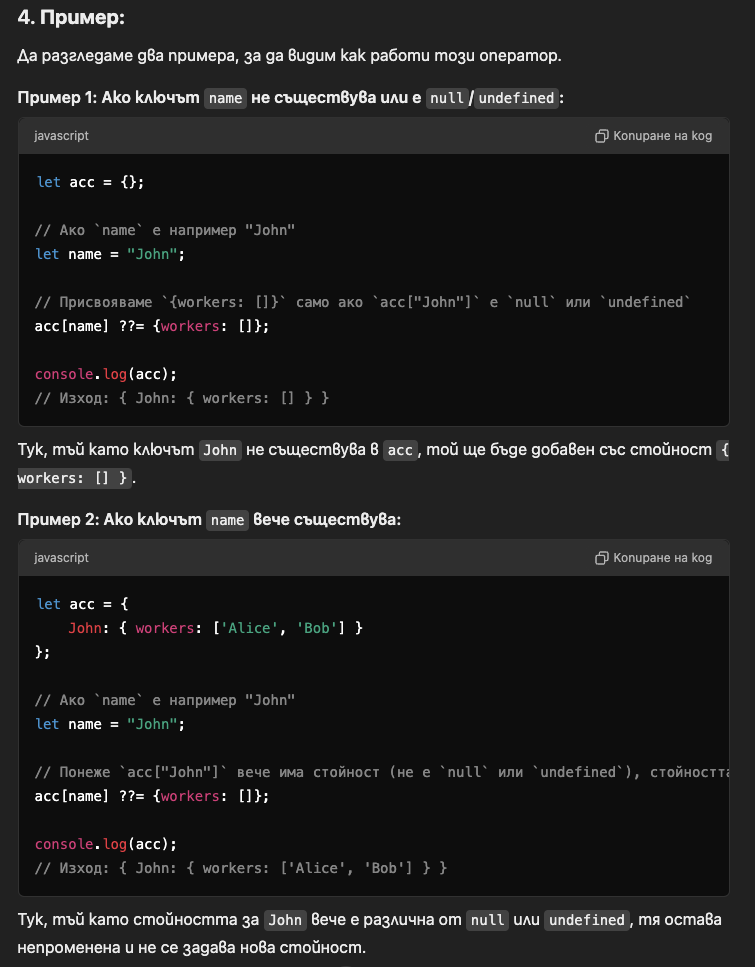 4. Пример:
Да разгледаме два примера, за да видим как работи този оператор.
Пример 1: Ако ключът name не съществува или е null/undefined:
javascript
Копиране на код
let acc = {};
// Ако `name` е например "John"
let name = "John";
// Присвояваме `{workers: []}` само ако `acc["John"]` е `null` или `undefined`
acc[name] ??= {workers: []};
console.log(acc);
// Изход: { John: { workers: [] } }
Тук, тъй като ключът John не съществува в acc, той ще бъде добавен със стойност {
workers: [] }.
Пример 2: Ако ключът name вече съществува:
javascript
Копиране на код
let acc = {
    John: { workers: ['Alice', 'Bob'] }
};
// Ако `name` е например "John"
let name = "John";
// Понеже `acc["John"]` вече има стойност (не е `null` или `undefined`), стойността
acc[name] ??= {workers: []};
console.log(acc);
// Изход: { John: { workers: ['Alice', 'Bob'] } }
Тук, тъй като стойността за John вече е различна от null или undefined, тя остава
непроменена и не се задава нова стойност.